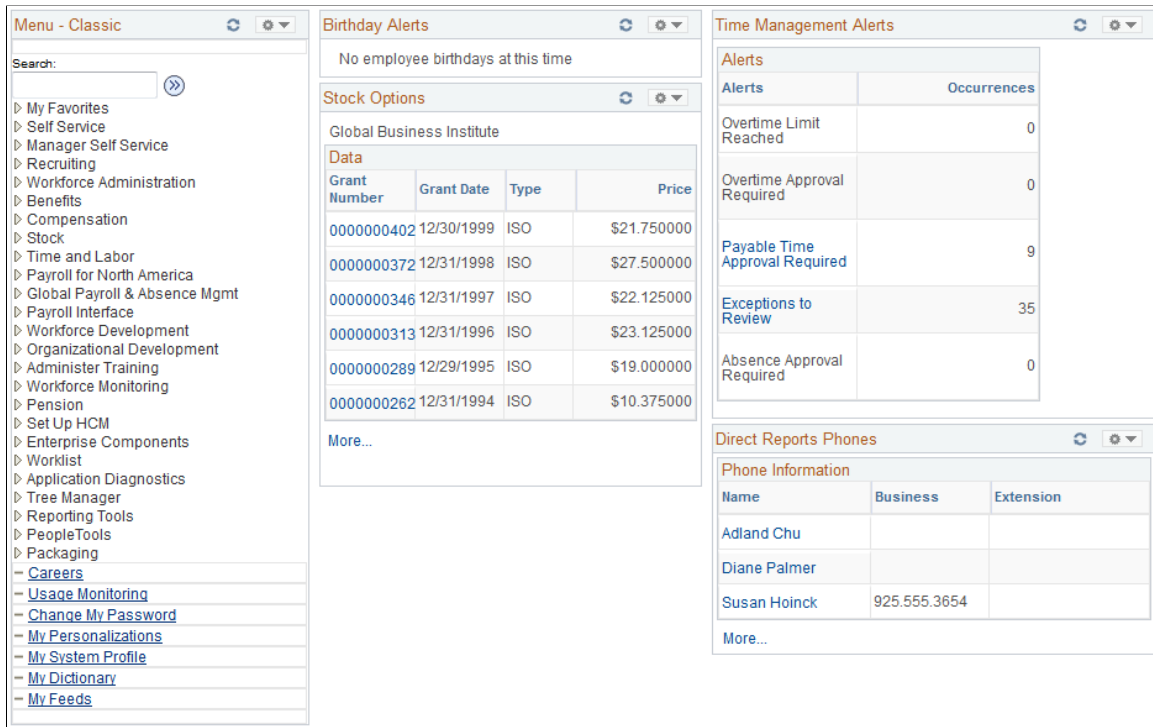 Menu - Classic
Search:
My Favorites
Self Service
Manager Self Service
Recruiting
Workforce Administration
Benefits
Compensation
Stock
Time and Labor
Payroll for North America
Global Payroll & Absence Mgmt
Payroll Interface
Workforce Development
Organizational Development
Administer Training
Workforce Monitoring
Pension
Set Up HCM
Enterprise Components
Worklist
Application Diagnostics
Tree Manager
Reporting Tools
PeopleTools
Packaging
Careers
Usage Monitoring
Change My Password
My Personalizations
My System Profile
My Dictionary
My Feeds
Birthday Alerts
No employee birthdays at this time
Stock Options
Global Business Institute
Data
Grant Number Grant Date Type Price
0000000402 12/30/1999 ISO $21.750000
0000000372 12/31/1998 ISO $27.500000
0000000346 12/31/1997 ISO $22.125000
0000000313 12/31/1996 ISO $23.125000
0000000289 12/29/1995 ISO $19.000000
0000000262 12/31/1994 ISO $10.375000
More...
Time Management Alerts
Alerts
Alerts Occurrences
Overtime Limit
Reached 0
Overtime Approval
Required 0
Payable Time
Approval Required 9
Exceptions to
Review 35
Absence Approval
Required 0
Direct Reports Phones
Phone Information
Name Business Extension
Adland Chu
Diane Palmer
Susan Hoinck 925.555.3654
More...